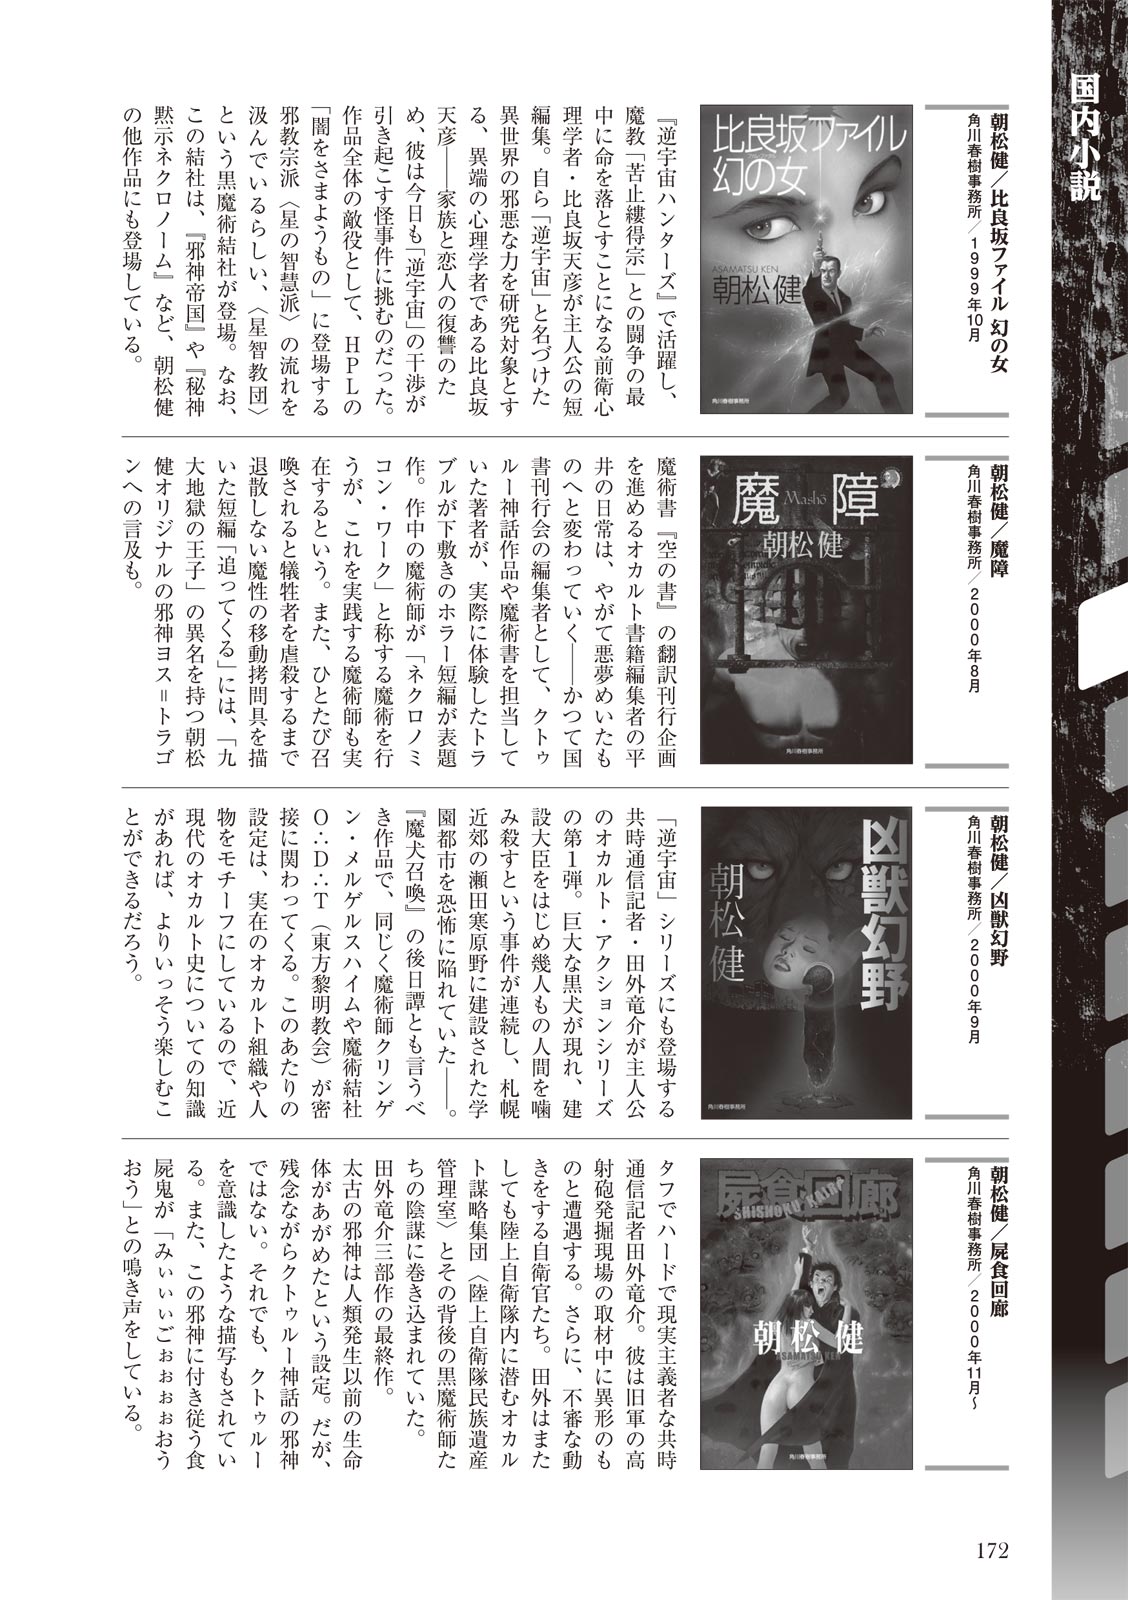 国内小説
朝松健／比良坂ファイル 幻の女
角川春樹事務所／1999年10月
比良坂ファイル
幻の女
ASAMATSU KEN
朝松健
角川春樹事務所
『逆宇宙ハンターズ』で活躍し、
魔教「苦止縷得宗」との闘争の最
中に命を落とすことになる前衛心
理学者・比良坂天彦が主人公の短
編集。自ら「逆宇宙」と名づけた
異世界の邪悪な力を研究対象とす
る、異端の心理学者である比良坂
天彦――家族と恋人の復讐のた
め、彼は今日も「逆宇宙」の干渉が
引き起こす怪事件に挑むのだった。
作品全体の敵役として、HPLの
「闇をさまようもの」に登場する
邪教宗派〈星の智慧派〉の流れを
汲んでいるらしい、〈星智教団〉
という黒魔術結社が登場。なお、
この結社は、『邪神帝国』や『秘神
黙示ネクロノーム』など、朝松健
の他作品にも登場している。
朝松健／魔障
角川春樹事務所／2000年8月
魔障
Mashō
朝松健
角川春樹事務所
魔術書『空の書』の翻訳刊行企画
を進めるオカルト書籍編集者の平
井の日常は、やがて悪夢めいたも
のへと変わっていく――かつて国
書刊行会の編集者として、クトゥ
ルー神話作品や魔術書を担当して
いた著者が、実際に体験したトラ
ブルが下敷きのホラー短編が表題
作。作中の魔術師が「ネクロノミ
コン・ワーク」と称する魔術を行
うが、これを実践する魔術師も実
在するという。また、ひとたび召
喚されると犠牲者を虐殺するまで
退散しない魔性の移動拷問具を描
いた短編「追ってくる」には、「九
大地獄の王子」の異名を持つ朝松
健オリジナルの邪神ヨス＝トラゴ
ンへの言及も。
朝松健／凶獣幻野
角川春樹事務所／2000年9月
凶獣幻野
朝松健
角川春樹事務所
「逆宇宙」シリーズにも登場する
共時通信記者・田外竜介が主人公
のオカルト・アクションシリーズ
の第1弾。巨大な黒犬が現れ、建
設大臣をはじめ幾人もの人間を噛
み殺すという事件が連続し、札幌
近郊の瀬田寒原野に建設された学
園都市を恐怖に陥れていた――。
『魔犬召喚』の後日譚とも言うべ
き作品で、同じく魔術師クリンゲ
ン・メルゲルスハイムや魔術結社
O∴D∴T（東方黎明教会）が密
接に関わってくる。このあたりの
設定は、実在のオカルト組織や人
物をモチーフにしているので、近
現代のオカルト史についての知識
があれば、よりいっそう楽しむこ
とができるだろう。
朝松健／屍食回廊
角川春樹事務所／2000年11月～
屍食回廊
SHISHOKU KAIRO
朝松健
ASAMATSU KEN
角川春樹事務所
タフでハードで現実主義者な共時
通信記者田外竜介。彼は旧軍の高
射砲発掘現場の取材中に異形のも
のと遭遇する。さらに、不審な動
きをする自衛官たち。田外はまた
しても陸上自衛隊内に潜むオカル
ト謀略集団〈陸上自衛隊民族遺産
管理室〉とその背後の黒魔術師た
ちの陰謀に巻き込まれていた。
田外竜介三部作の最終作。
太古の邪神は人類発生以前の生命
体があがめたという設定。だが、
残念ながらクトゥルー神話の邪神
ではない。それでも、クトゥルー
を意識したような描写もされてい
る。また、この邪神に付き従う食
屍鬼が「みぃぃぃごぉぉぉぉおう
おう」との鳴き声をしている。
172